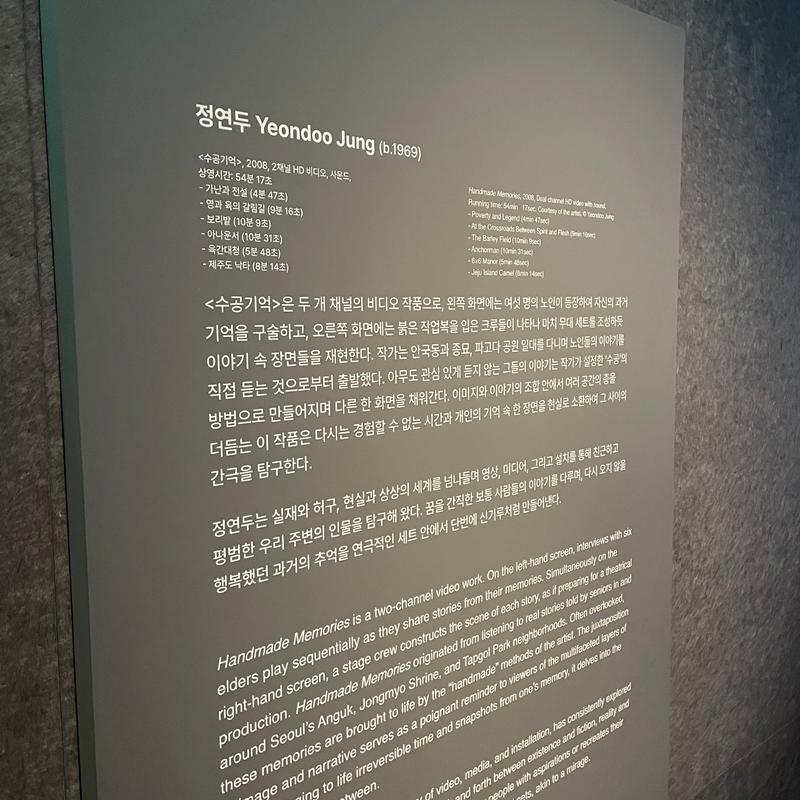 정연두 Yeondoo Jung (b.1969)
<수공기억>, 2008, 2채널 HD 비디오, 사운드,
상영시간: 54분 17초
- 가난과 전설 (4분 47초)
- 영과 육의 갈림길 (9분 16초)
- 보리밭 (10분 9초)
- 아나운서 (10분 31초)
- 육간대청 (5분 48초)
- 제주도 낙타 (8분 14초)
Handmade Memories, 2008, Dual channel HD video with sound,
Running time: 54min 17sec. Courtesy of the artist. © Yeondoo Jung
- Poverty and Legend (4min 47sec)
- At the Crossroads Between Spirit and Flesh (9min 16sec)
- The Barley Field (10min 9sec)
- Anchorman (10min 31sec)
- 6×6 Manor (5min 48sec)
- Jeju Island Camel (8min 14sec)
<수공기억>은 두 개 채널의 비디오 작품으로, 왼쪽 화면에는 여섯 명의 노인이 등장하여 자신의 과거
기억을 구술하고, 오른쪽 화면에는 붉은 작업복을 입은 크루들이 나타나 마치 무대 세트를 조성하듯
이야기 속 장면들을 재현한다. 작가는 안국동과 종묘, 파고다 공원 일대를 다니며 노인들의 이야기를
직접 듣는 것으로부터 출발했다. 아무도 관심 있게 듣지 않는 그들의 이야기는 작가가 설정한 '수공'의
방법으로 만들어지며 다른 한 화면을 채워간다. 이미지와 이야기의 조합 안에서 여러 공간의 층을
더듬는 이 작품은 다시는 경험할 수 없는 시간과 개인의 기억 속 한 장면을 현실로 소환하여 그 사이의
간극을 탐구한다.
정연두는 실재와 허구, 현실과 상상의 세계를 넘나들며 영상, 미디어, 그리고 설치를 통해 친근하고
평범한 우리 주변의 인물을 탐구해 왔다. 꿈을 간직한 보통 사람들의 이야기를 다루며, 다시 오지 않을
행복했던 과거의 추억을 연극적인 세트 안에서 단번에 신기루처럼 만들어낸다.
Handmade Memories is a two-channel video work. On the left-hand screen, interviews with six
elders play sequentially as they share stories from their memories. Simultaneously on the
right-hand screen, a stage crew constructs the scene of each story, as if preparing for a theatrical
production. Handmade Memories originated from listening to real stories told by seniors in and
around Seoul's Anguk, Jongmyo Shrine, and Tapgol Park neighborhoods. Often overlooked,
these memories are brought to life by the "handmade" methods of the artist. The juxtaposition
image and narrative serves as a poignant reminder to viewers of the multifaceted layers of
to life irreversible time and snapshots from one's memory, it delves into the
between.
of video, media, and installation, has consistently explored
and forth between existence and fiction, reality and
people with aspirations or recreates their
sets, akin to a mirage.